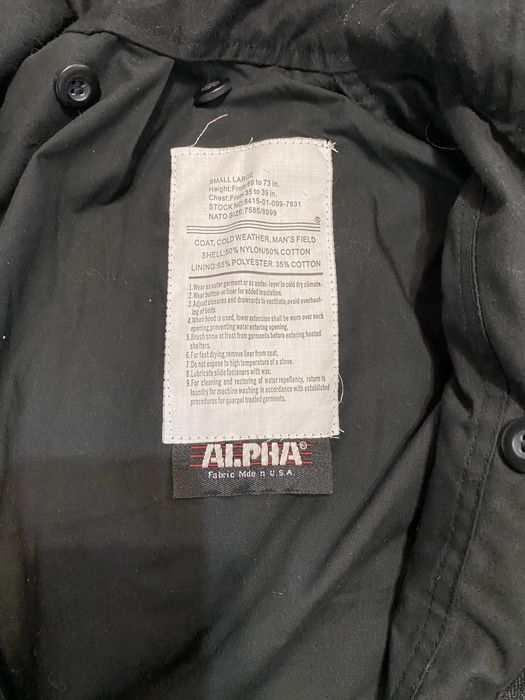 SMALL LARGE
Height:From 69 to 73 in.
Chest:From 35 to 39 in.
STOCK NO:8415-01-099-7831
NATO SIZE:7585/8999
®
COAT, COLD WEATHER, MAN'S FIELD
SHELL:50% NYLON/50% COTTON
LINING:65% POLYESTER 35% COTTON
1.Wear as outer garment or as under-layer in cold dry climate.
2.Wear button-in liner for added insulation.
3.Adjust closures and drawcords to ventilate;avoid overheat-
ing of body.
4.When hood is used, lower extension shall be worn over neck
opening,preventing water entering opening.
5.Brush snow or frast from garments before entering heated
shelters.
6.For fast drying,remove liner from coat.
7.Do not expose to high temperature of a stove.
8.Lubricate slide fasteners with wax.
9.For cleaning and restoring of water repellency, return to
laundry for machine washing in accordance with established
procedures for quarpal treated garments.
ALPHA®
Fabric Mde n U.S.A.